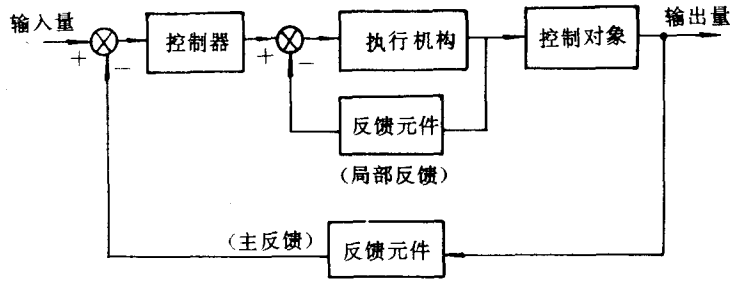 输入量
输出量
控制器
执行机构
控制对象
+
−
+
−
反馈元件
(局部反馈)
(主反馈)
反馈元件